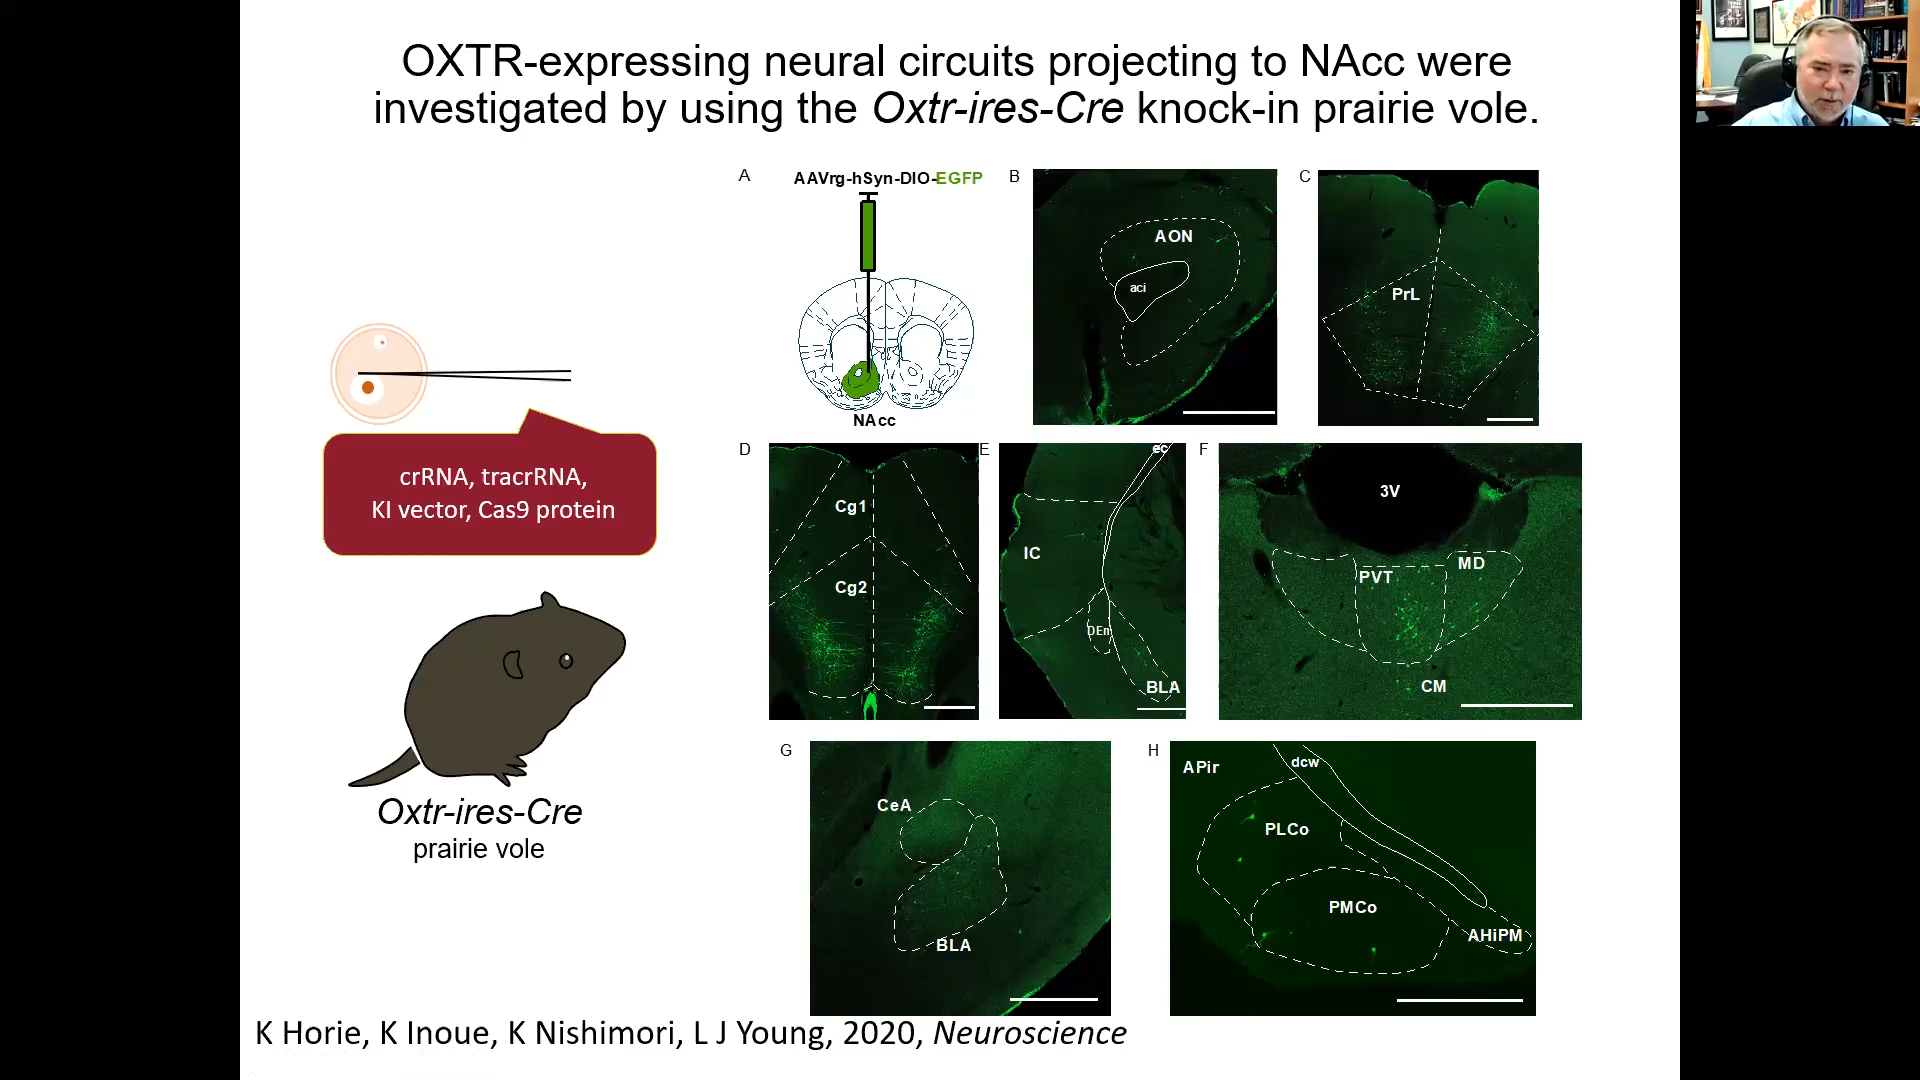 OXTR-expressing neural circuits projecting to NAcc were
investigated by using the Oxtr-ires-Cre knock-in prairie vole.
crRNA, tracrRNA,
KI vector, Cas9 protein
Oxtr-ires-Cre
prairie vole
A
AAVrg-hSyn-DIO-EGFP
NAcc
B
AON
aci
C
PrL
D
Cg1
Cg2
E
ec
IC
DEn
BLA
F
3V
PVT
MD
CM
G
CeA
BLA
H
APir
dcw
PLCo
PMCo
AHiPM
K Horie, K Inoue, K Nishimori, L J Young, 2020, Neuroscience